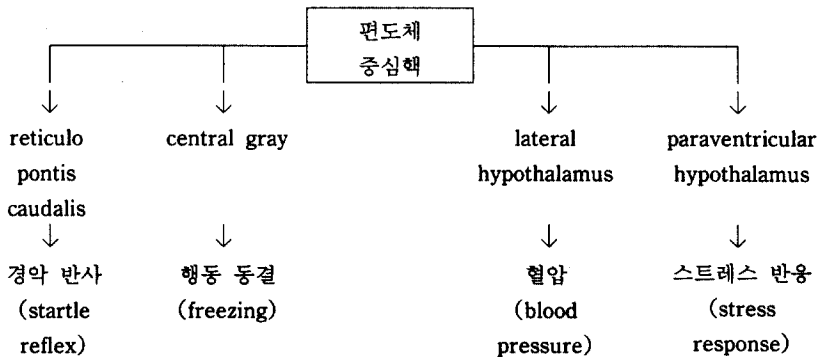 편도체
중심핵
reticulo
pontis
caudalis
central gray
lateral
hypothalamus
paraventricular
hypothalamus
경악 반사
(startle
reflex)
행동 동결
(freezing)
혈압
(blood
pressure)
스트레스 반응
(stress
response)